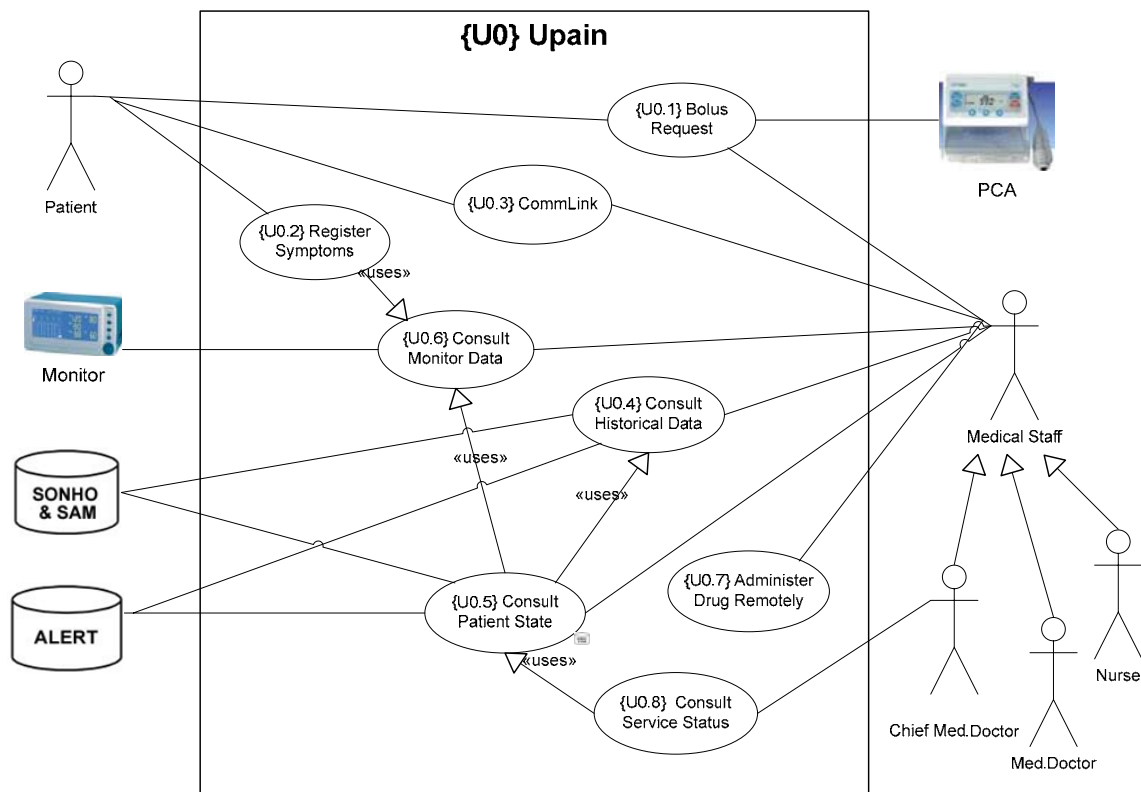 {U0} Upain
{U0.1} Bolus
Request
PCA
Patient
{U0.3} CommLink
{U0.2} Register
Symptoms
«uses»
{U0.6} Consult
Monitor Data
Monitor
{U0.4} Consult
Historical Data
Medical Staff
«uses»
SONHO
& SAM
«uses»
{U0.7} Administer
Drug Remotely
{U0.5} Consult
Patient State
ALERT
«uses»
Nurse
{U0.8} Consult
Service Status
Chief Med.Doctor
Med.Doctor